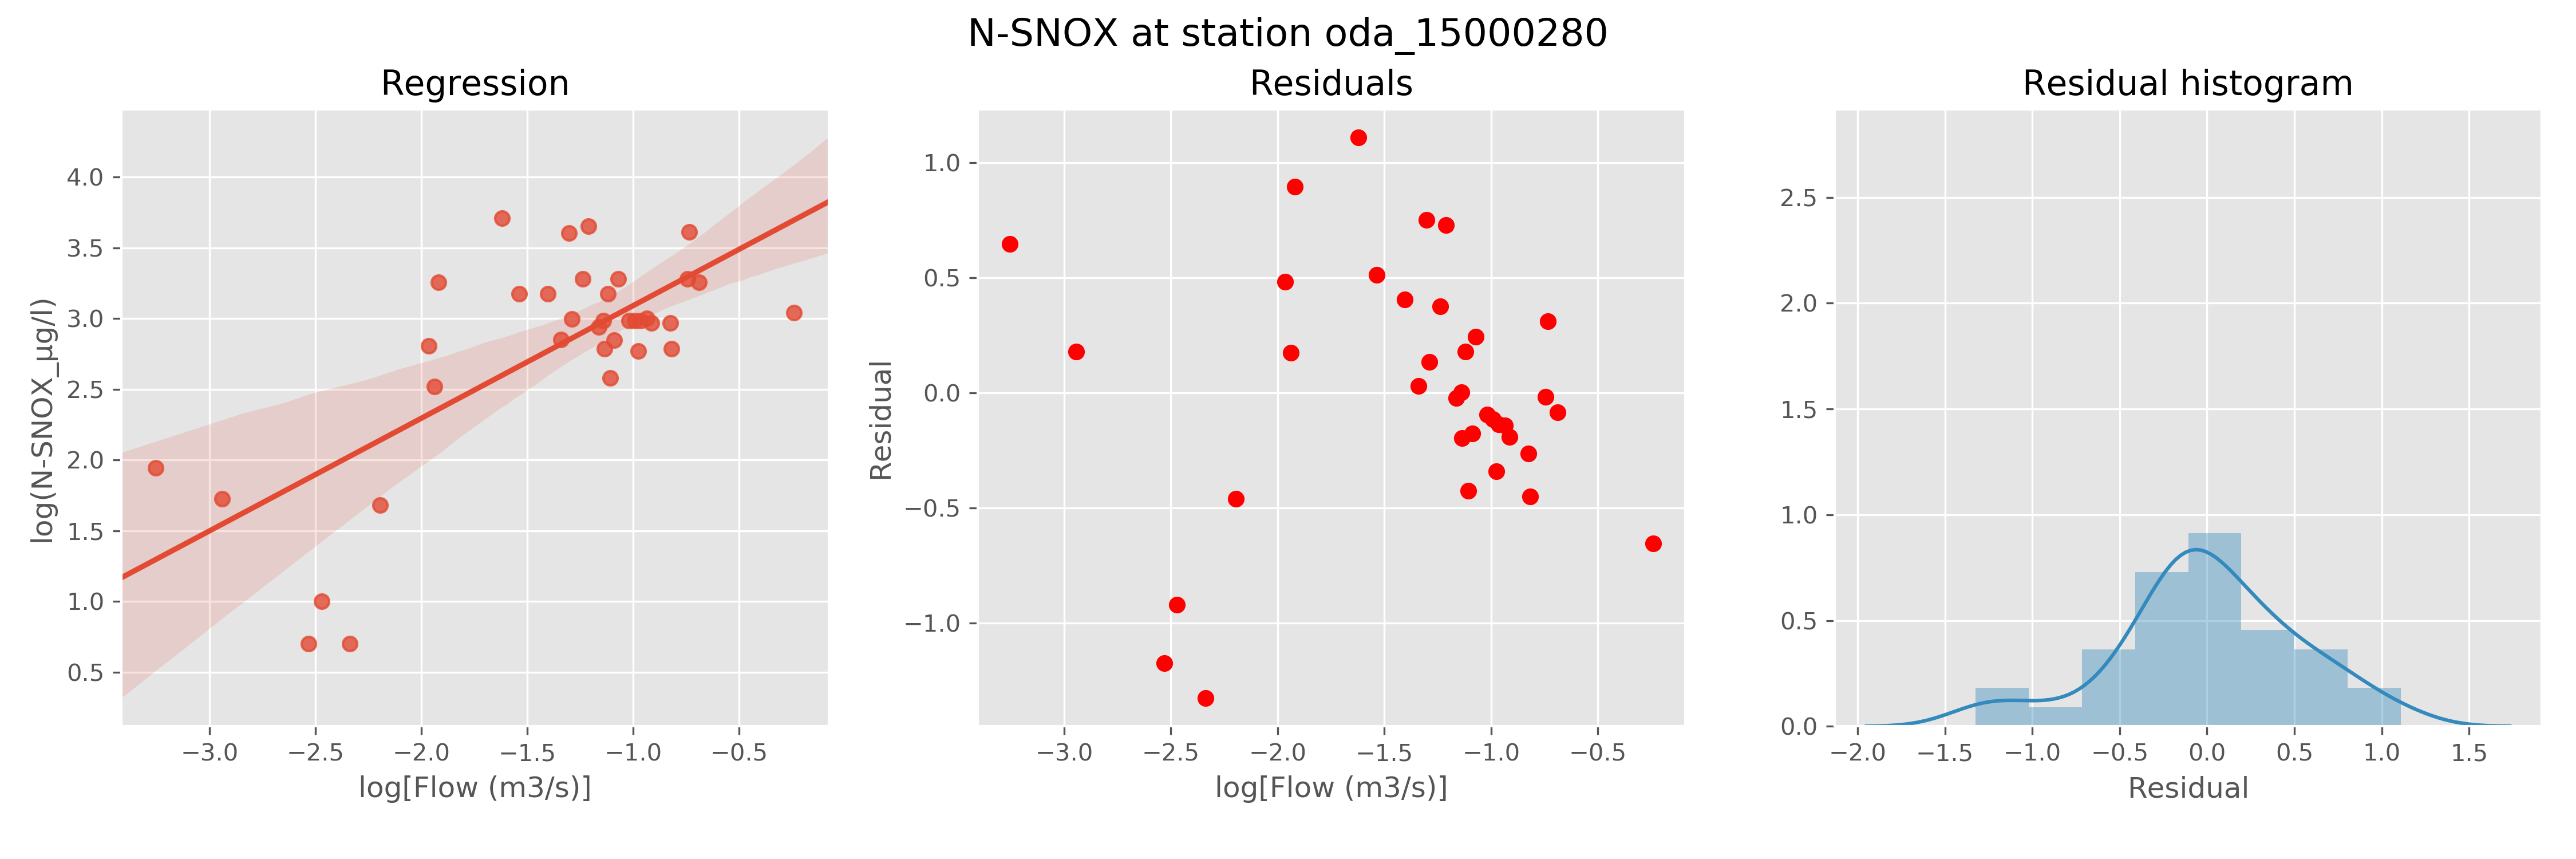 N-SNOX at station oda_15000280
Regression
4.0
3.5
3.0
2.5
2.0
1.5
1.0
0.5
log(N-SNOX_µg/l)
−3.0 −2.5 −2.0 −1.5 −1.0 −0.5
log[Flow (m3/s)]
Residuals
1.0
0.5
0.0
−0.5
−1.0
Residual
−3.0 −2.5 −2.0 −1.5 −1.0 −0.5
log[Flow (m3/s)]
Residual histogram
2.5
2.0
1.5
1.0
0.5
0.0
−2.0 −1.5 −1.0 −0.5 0.0 0.5 1.0 1.5
Residual